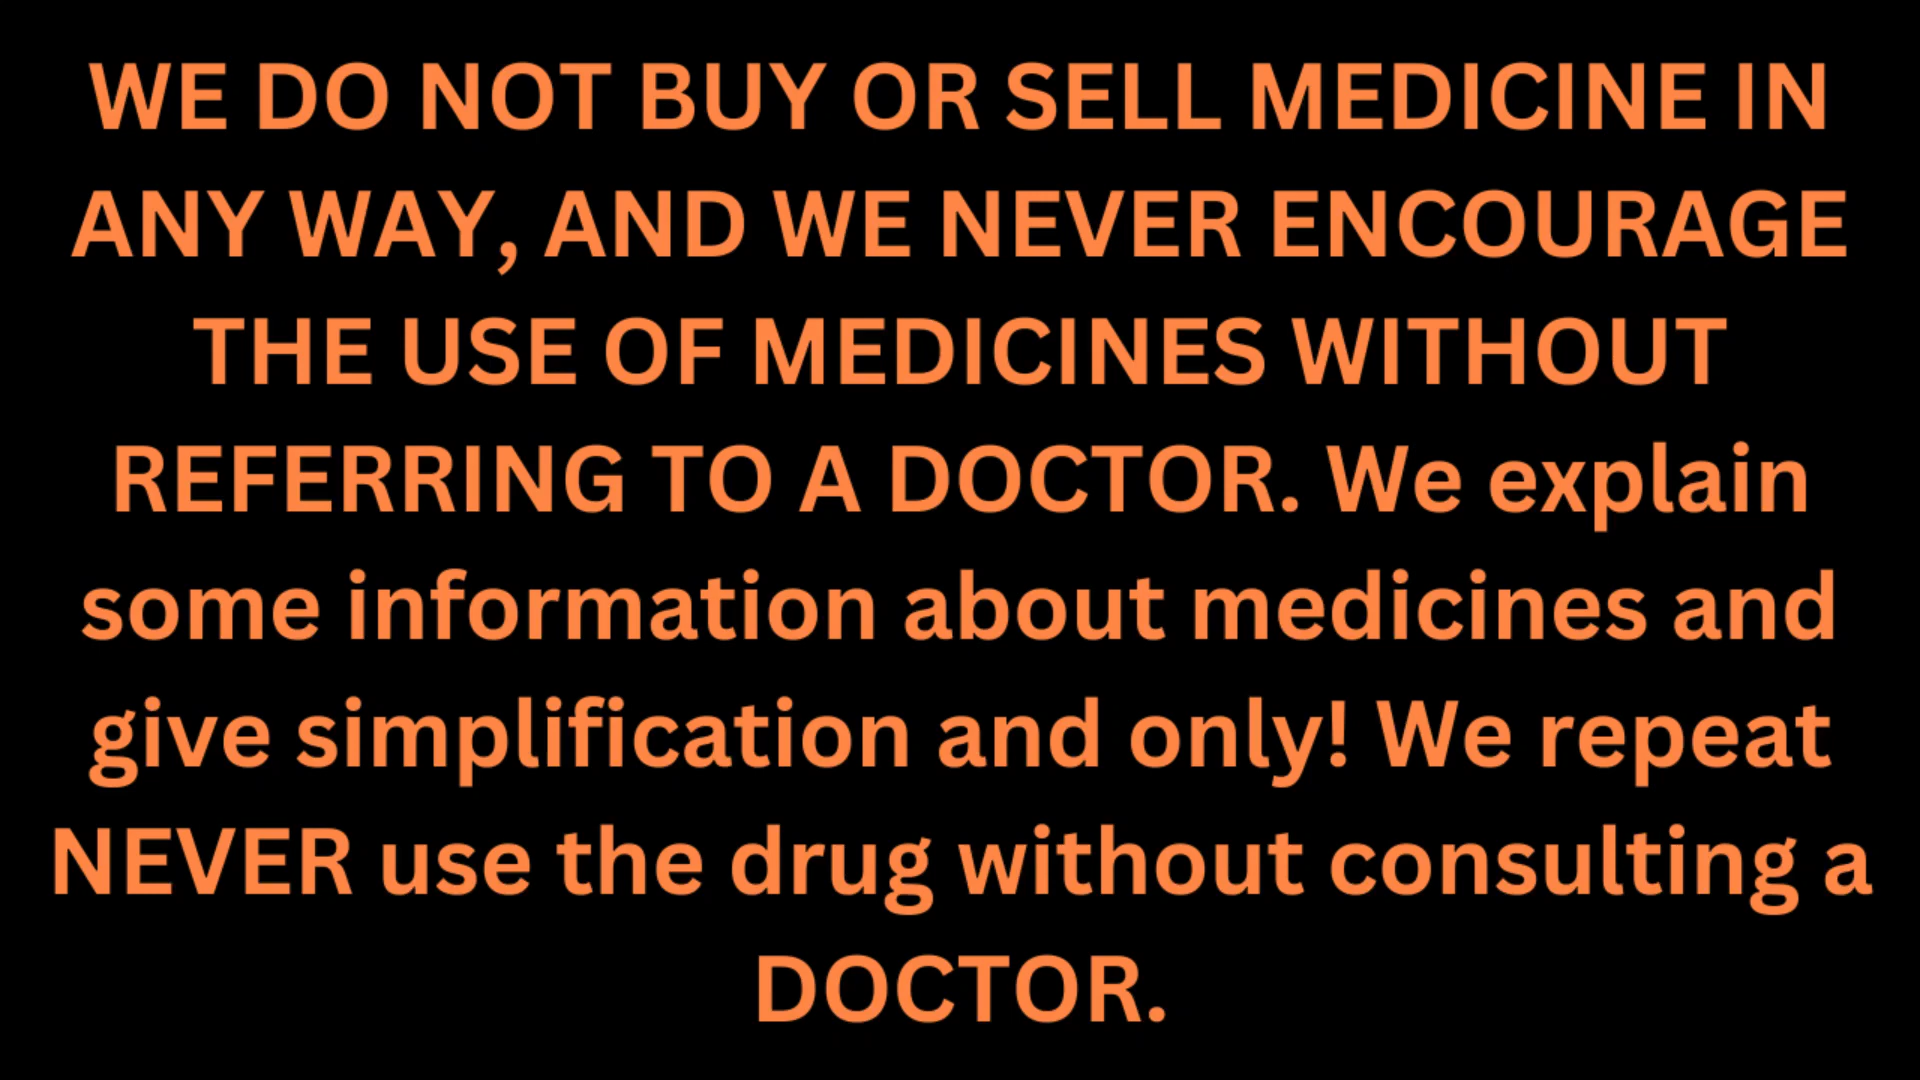 WE DO NOT BUY OR SELL MEDICINE IN
ANY WAY, AND WE NEVER ENCOURAGE
THE USE OF MEDICINES WITHOUT
REFERRING TO A DOCTOR. We explain
some information about medicines and
give simplification and only! We repeat
NEVER use the drug without consulting a
DOCTOR.